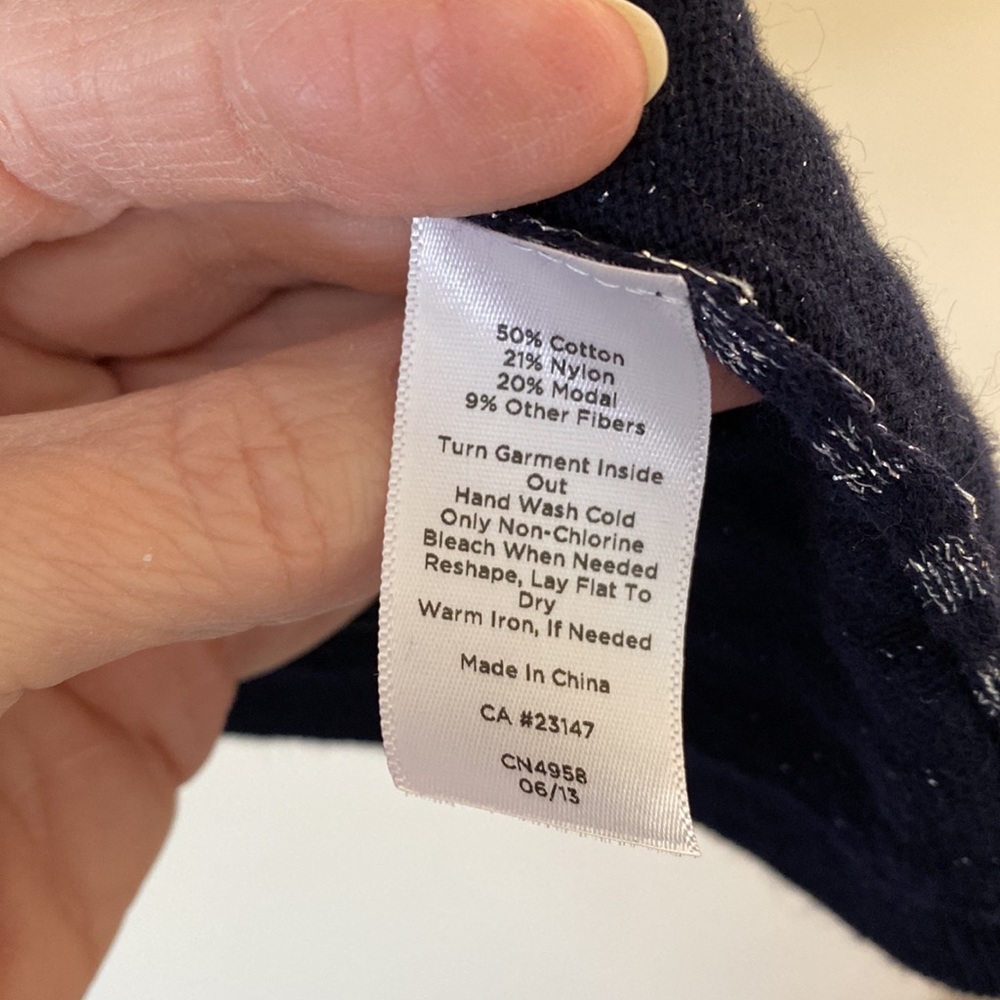 50% Cotton
21% Nylon
20% Modal
9% Other Fibers
Turn Garment Inside
Out
Hand Wash Cold
Only Non-Chlorine
Bleach When Needed
Reshape, Lay Flat To
Dry
Warm Iron, If Needed
Made In China
CA #23147
CN4958
06/13